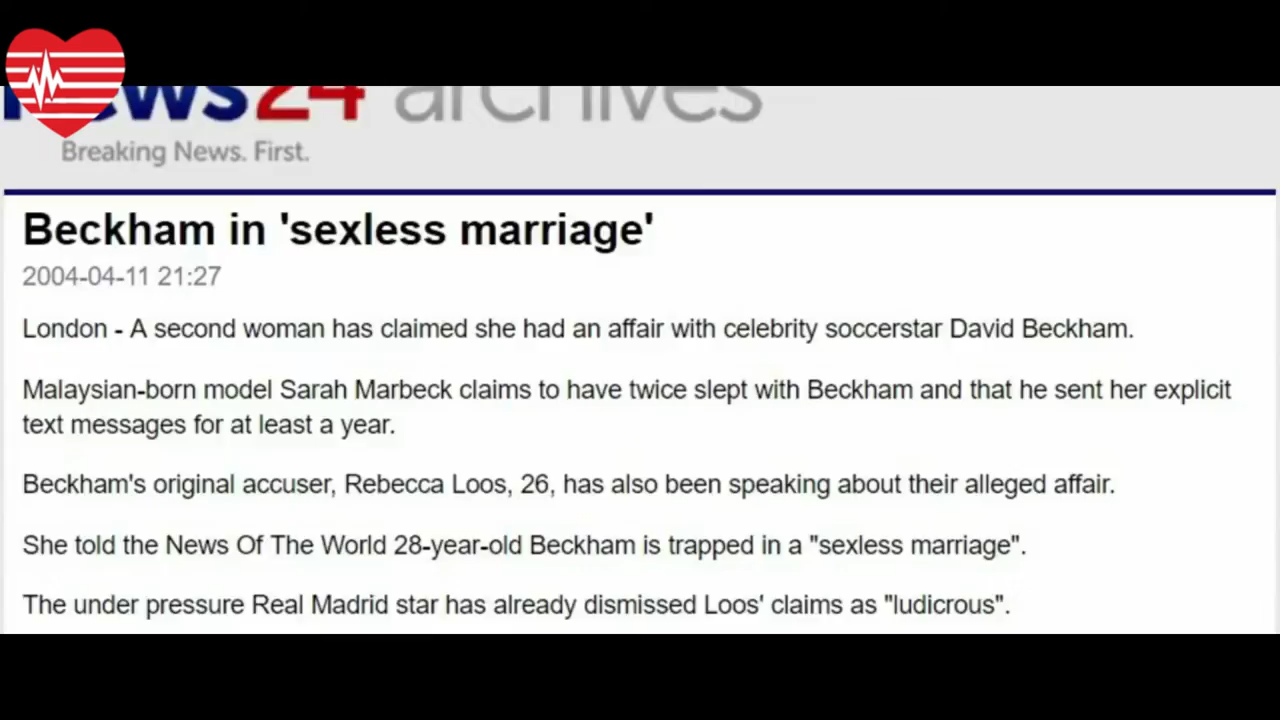 News24 archives
Breaking News. First.
Beckham in 'sexless marriage'
2004-04-11 21:27
London - A second woman has claimed she had an affair with celebrity soccerstar David Beckham.
Malaysian-born model Sarah Marbeck claims to have twice slept with Beckham and that he sent her explicit
text messages for at least a year.
Beckham's original accuser, Rebecca Loos, 26, has also been speaking about their alleged affair.
She told the News Of The World 28-year-old Beckham is trapped in a "sexless marriage".
The under pressure Real Madrid star has already dismissed Loos' claims as "ludicrous".